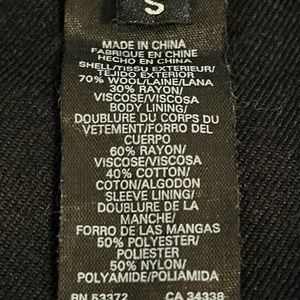 S
MADE IN CHINA
FABRIQUE EN CHINE
HECHO EN CHINA
SHELL/TISSU EXTERIEUR/
TEJIDO EXTERIOR
70% WOOL/LAINE/LANA
30% RAYON/
VISCOSE/VISCOSA
BODY LINING/
DOUBLURE DU CORPS DU
VETEMENT/FORRO DEL
CUERPO
60% RAYON/
VISCOSE/VISCOSA
40% COTTON/
COTON/ALGODON
SLEEVE LINING/
DOUBLURE DE LA
MANCHE/
FORRO DE LAS MANGAS
50% POLYESTER/
POLIESTER
50% NYLON/
POLYAMIDE/POLIAMIDA
RN 53372 CA 34338